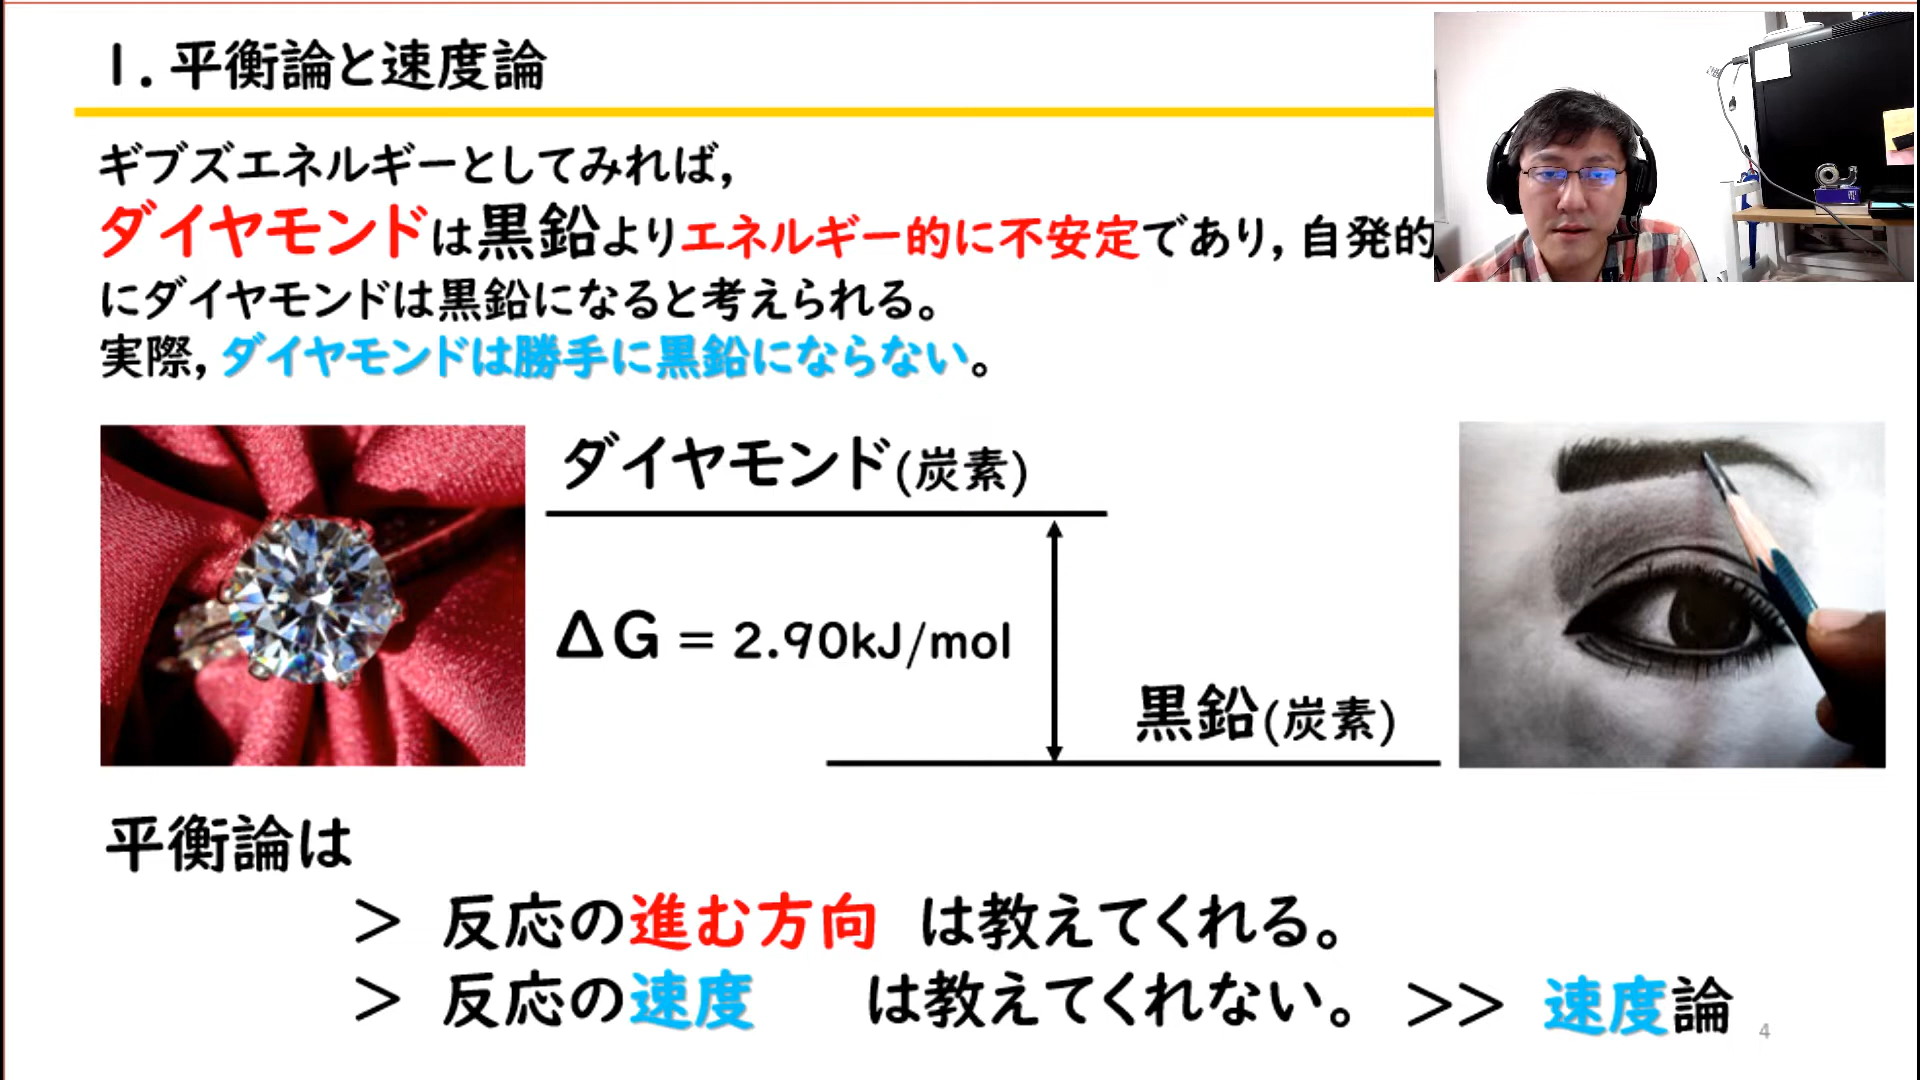 1. 平衡論と速度論
ギブズエネルギーとしてみれば,
ダイヤモンドは黒鉛よりエネルギー的に不安定であり, 自発的
にダイヤモンドは黒鉛になると考えられる。
実際, ダイヤモンドは勝手に黒鉛にならない。
ダイヤモンド(炭素)
ΔG = 2.90kJ/mol
黒鉛(炭素)
平衡論は
> 反応の進む方向 は教えてくれる。
> 反応の速度 は教えてくれない。 >> 速度論
4